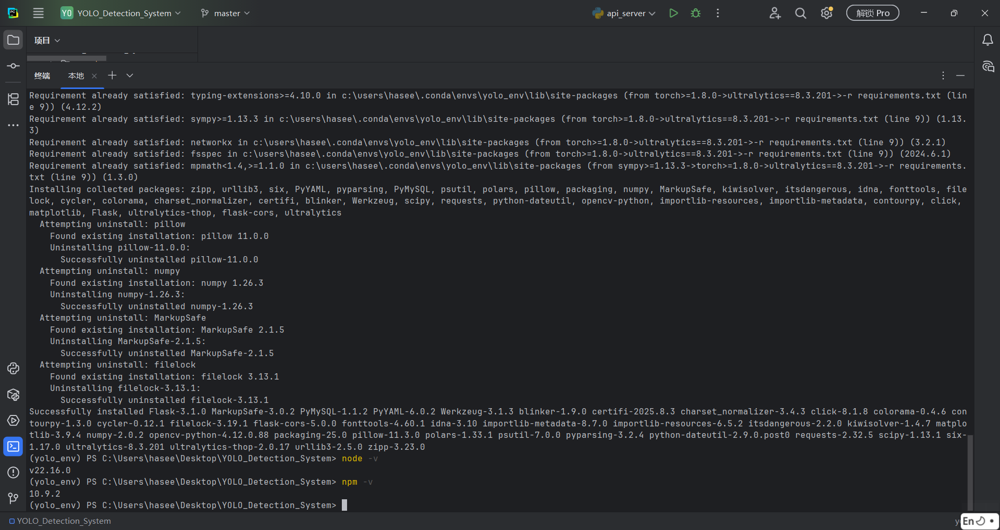 YO YOLO_Detection_System master api_server 解锁 Pro
项目
终端 本地
Requirement already satisfied: typing-extensions>=4.10.0 in c:\users\hasee\.conda\envs\yolo_env\lib\site-packages (from torch>=1.8.0->ultralytics==8.3.201->-r requirements.txt (lin
e 9)) (4.12.2)
Requirement already satisfied: sympy>=1.13.3 in c:\users\hasee\.conda\envs\yolo_env\lib\site-packages (from torch>=1.8.0->ultralytics==8.3.201->-r requirements.txt (line 9)) (1.13.
3)
Requirement already satisfied: networkx in c:\users\hasee\.conda\envs\yolo_env\lib\site-packages (from torch>=1.8.0->ultralytics==8.3.201->-r requirements.txt (line 9)) (3.2.1)
Requirement already satisfied: fsspec in c:\users\hasee\.conda\envs\yolo_env\lib\site-packages (from torch>=1.8.0->ultralytics==8.3.201->-r requirements.txt (line 9)) (2024.6.1)
Requirement already satisfied: mpmath<1.4,>=1.1.0 in c:\users\hasee\.conda\envs\yolo_env\lib\site-packages (from sympy>=1.13.3->torch>=1.8.0->ultralytics==8.3.201->-r requirements.
txt (line 9)) (1.3.0)
Installing collected packages: zipp, urllib3, six, PyYAML, pyparsing, PyMySQL, psutil, polars, pillow, packaging, numpy, MarkupSafe, kiwisolver, itsdangerous, idna, fonttools, file
lock, cycler, colorama, charset_normalizer, certifi, blinker, Werkzeug, scipy, requests, python-dateutil, opencv-python, importlib-resources, importlib-metadata, contourpy, click,
matplotlib, Flask, ultralytics-thop, flask-cors, ultralytics
Attempting uninstall: pillow
Found existing installation: pillow 11.0.0
Uninstalling pillow-11.0.0:
Successfully uninstalled pillow-11.0.0
Attempting uninstall: numpy
Found existing installation: numpy 1.26.3
Uninstalling numpy-1.26.3:
Successfully uninstalled numpy-1.26.3
Attempting uninstall: MarkupSafe
Found existing installation: MarkupSafe 2.1.5
Uninstalling MarkupSafe-2.1.5:
Successfully uninstalled MarkupSafe-2.1.5
Attempting uninstall: filelock
Found existing installation: filelock 3.13.1
Uninstalling filelock-3.13.1:
Successfully uninstalled filelock-3.13.1
Successfully installed Flask-3.1.0 MarkupSafe-3.0.2 PyMySQL-1.1.2 PyYAML-6.0.2 Werkzeug-3.1.3 blinker-1.9.0 certifi-2025.8.3 charset_normalizer-3.4.3 click-8.1.8 colorama-0.4.6 con
tourpy-1.3.0 cycler-0.12.1 filelock-3.19.1 flask-cors-5.0.0 fonttools-4.60.1 idna-3.10 importlib-metadata-8.7.0 importlib-resources-6.5.2 itsdangerous-2.2.0 kiwisolver-1.4.7 matplo
tlib-3.9.4 numpy-2.0.2 opencv-python-4.12.0.88 packaging-25.0 pillow-11.3.0 polars-1.33.1 psutil-7.0.0 pyparsing-3.2.4 python-dateutil-2.9.0.post0 requests-2.32.5 scipy-1.13.1 six-
1.17.0 ultralytics-8.3.201 ultralytics-thop-2.0.17 urllib3-2.5.0 zipp-3.23.0
(yolo_env) PS C:\Users\hasee\Desktop\YOLO_Detection_System> node -v
v22.16.0
(yolo_env) PS C:\Users\hasee\Desktop\YOLO_Detection_System> npm -v
10.9.2
(yolo_env) PS C:\Users\hasee\Desktop\YOLO_Detection_System>
YOLO_Detection_System En